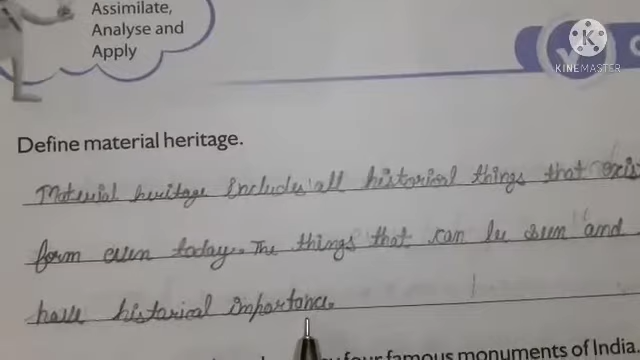 Assimilate,
Analyse and
Apply
K
KINEMASTER
Define material heritage.
Material heritage includes all historical things that exis
form even today. The things that can be seen and
have historical importance.
four famous monuments of India